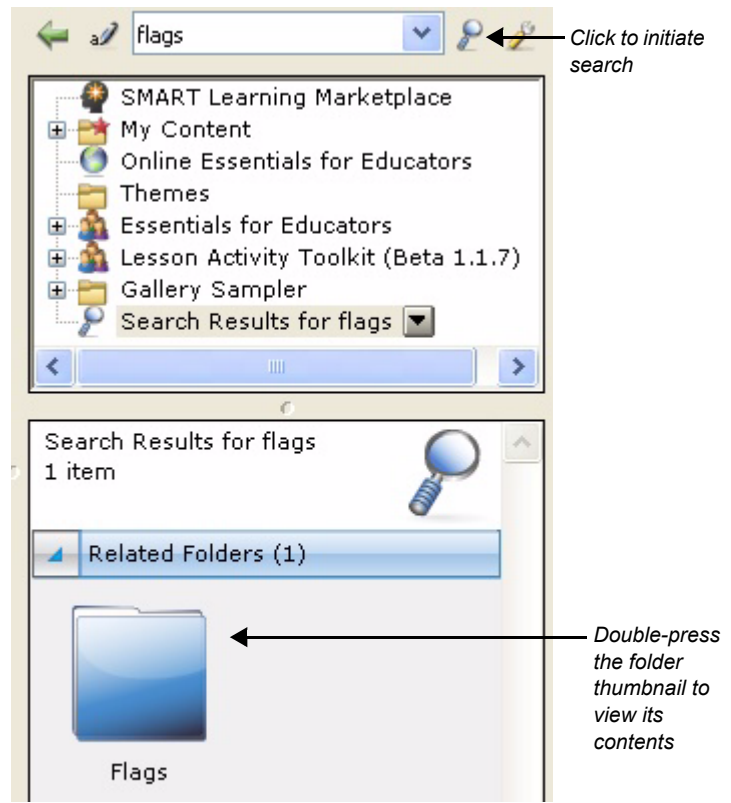 flags
Click to initiate
search
SMART Learning Marketplace
My Content
Online Essentials for Educators
Themes
Essentials for Educators
Lesson Activity Toolkit (Beta 1.1.7)
Gallery Sampler
Search Results for flags
Search Results for flags
1 item
Related Folders (1)
Double-press
the folder
thumbnail to
view its
contents
Flags